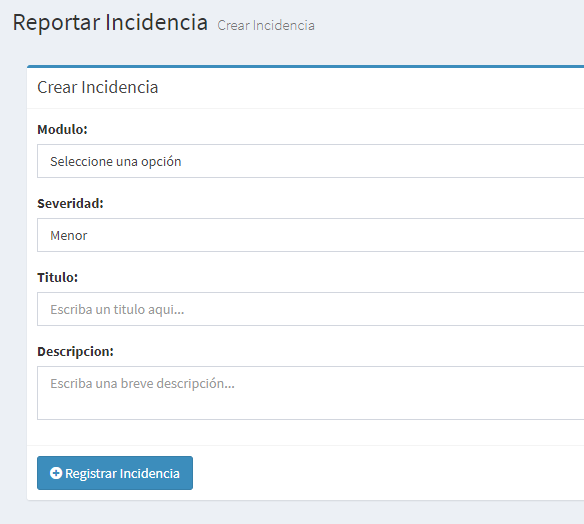 Reportar Incidencia Crear Incidencia
Crear Incidencia
Modulo:
Seleccione una opción
Severidad:
Menor
Titulo:
Escriba un titulo aqui...
Descripcion:
Escriba una breve descripción...
Registrar Incidencia